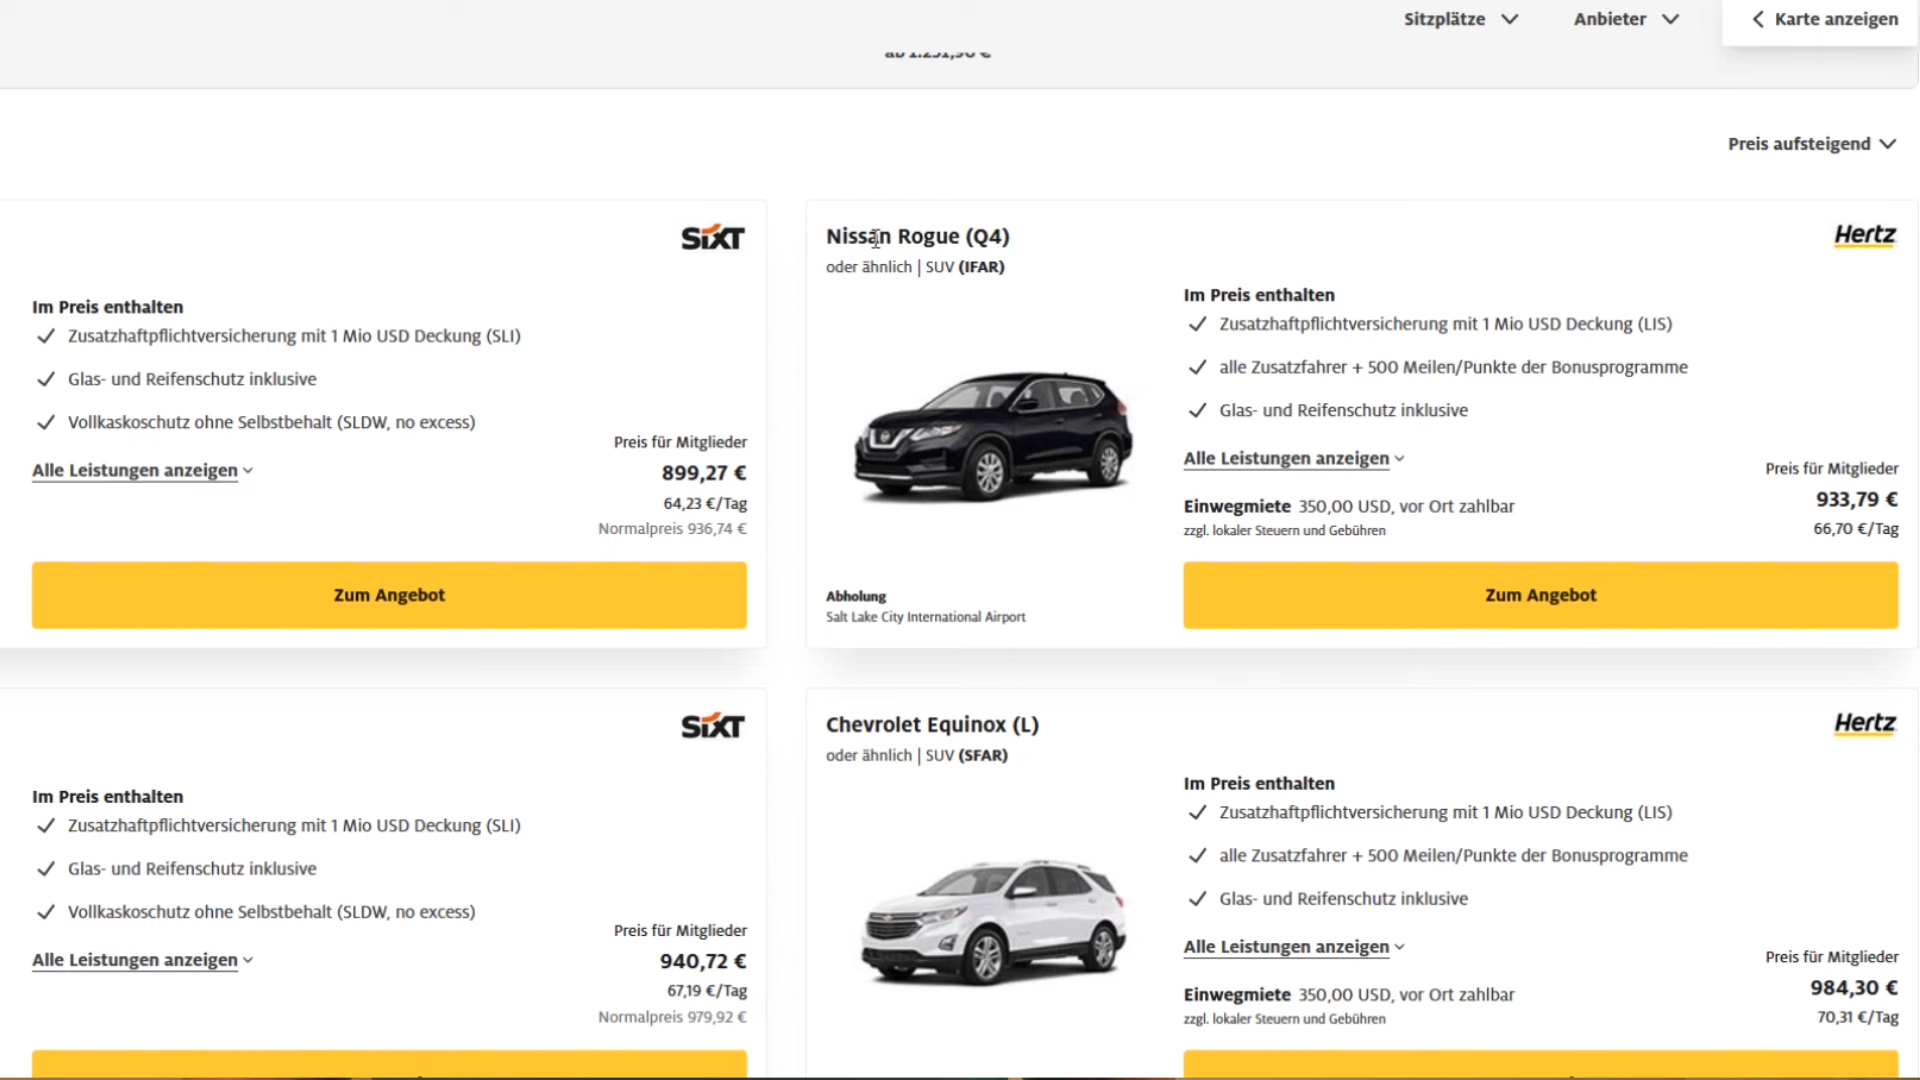 Sitzplätze
Anbieter
Karte anzeigen
ab 1.251,90 €
Preis aufsteigend
SIXT
Im Preis enthalten
Zusatzhaftpflichtversicherung mit 1 Mio USD Deckung (SLI)
Glas- und Reifenschutz inklusive
Vollkaskoschutz ohne Selbstbehalt (SLDW, no excess)
Alle Leistungen anzeigen
Preis für Mitglieder
899,27 €
64,23 €/Tag
Normalpreis 936,74 €
Zum Angebot
Nissan Rogue (Q4)
oder ähnlich | SUV (IFAR)
Hertz
Im Preis enthalten
Zusatzhaftpflichtversicherung mit 1 Mio USD Deckung (LIS)
alle Zusatzfahrer + 500 Meilen/Punkte der Bonusprogramme
Glas- und Reifenschutz inklusive
Alle Leistungen anzeigen
Einwegmiete 350,00 USD, vor Ort zahlbar
zzgl. lokaler Steuern und Gebühren
Preis für Mitglieder
933,79 €
66,70 €/Tag
Abholung
Salt Lake City International Airport
Zum Angebot
SIXT
Im Preis enthalten
Zusatzhaftpflichtversicherung mit 1 Mio USD Deckung (SLI)
Glas- und Reifenschutz inklusive
Vollkaskoschutz ohne Selbstbehalt (SLDW, no excess)
Alle Leistungen anzeigen
Preis für Mitglieder
940,72 €
67,19 €/Tag
Normalpreis 979,92 €
Chevrolet Equinox (L)
oder ähnlich | SUV (SFAR)
Hertz
Im Preis enthalten
Zusatzhaftpflichtversicherung mit 1 Mio USD Deckung (LIS)
alle Zusatzfahrer + 500 Meilen/Punkte der Bonusprogramme
Glas- und Reifenschutz inklusive
Alle Leistungen anzeigen
Einwegmiete 350,00 USD, vor Ort zahlbar
zzgl. lokaler Steuern und Gebühren
Preis für Mitglieder
984,30 €
70,31 €/Tag